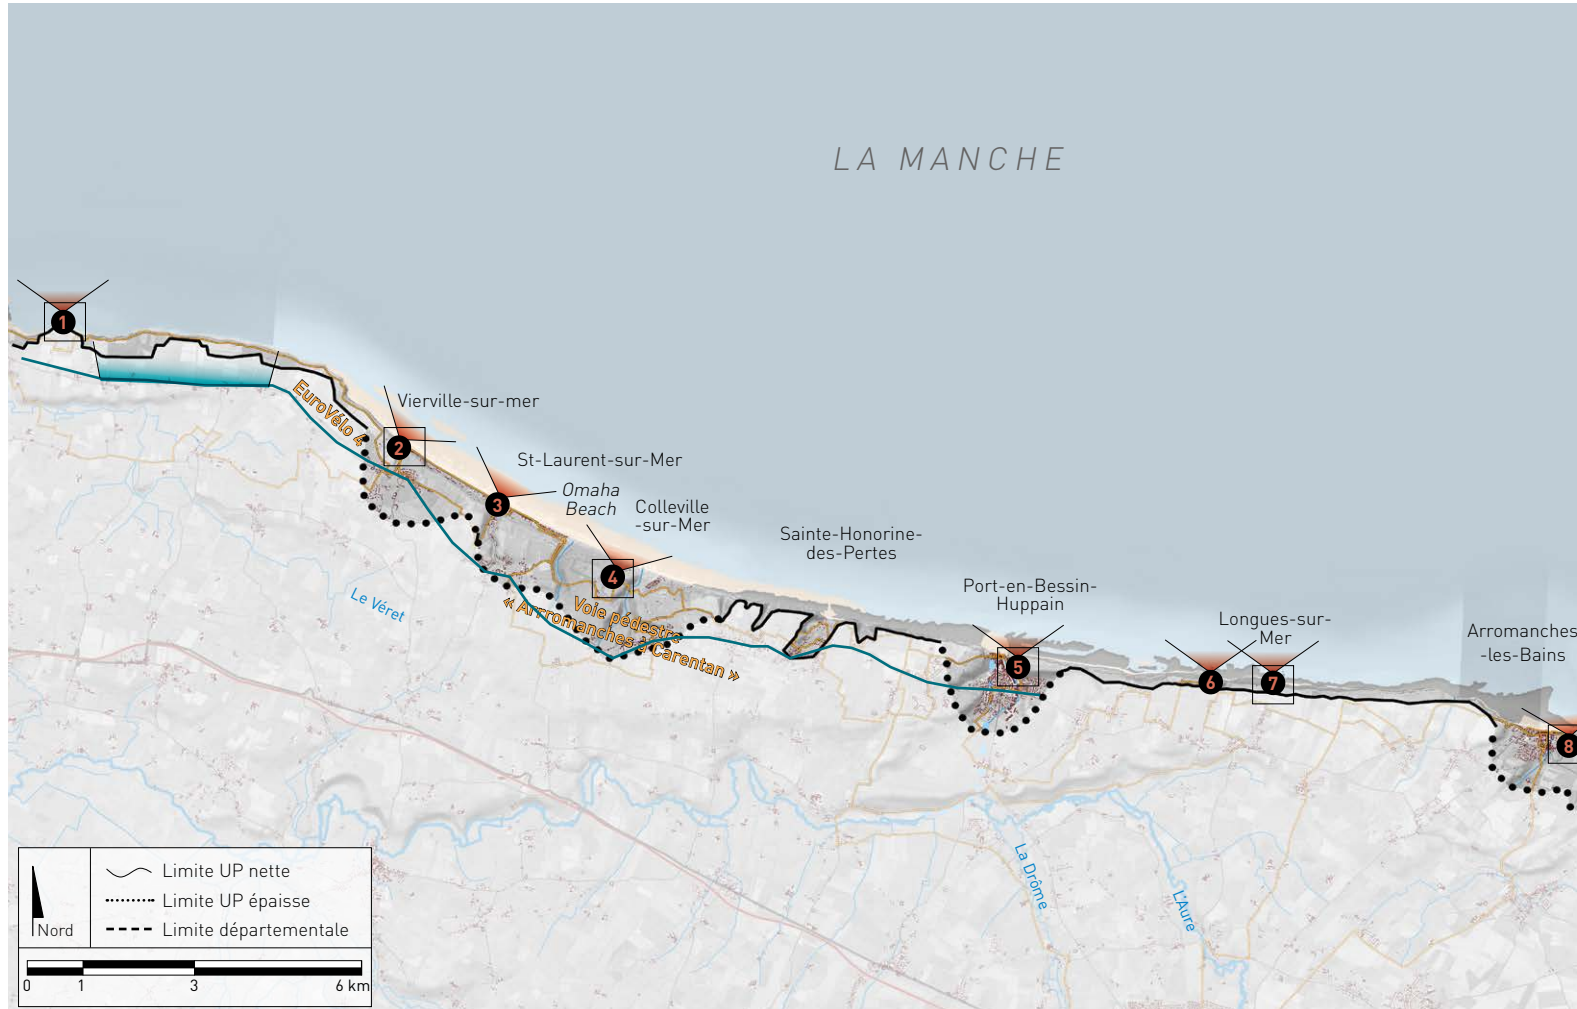 LA MANCHE
1
EuroVélo 4
Vierville-sur-mer
2
St-Laurent-sur-Mer
3
Omaha
Beach
Colleville
-sur-Mer
4
Sainte-Honorine-
des-Pertes
Port-en-Bessin-
Huppain
5
Longues-sur-
Mer
6
7
Arromanches
-les-Bains
8
Le Véret
Voie pédestre
« Arromanches à Carentan »
La Drôme
L'Aure
Nord
Limite UP nette
Limite UP épaisse
Limite départementale
0 1 3 6 km